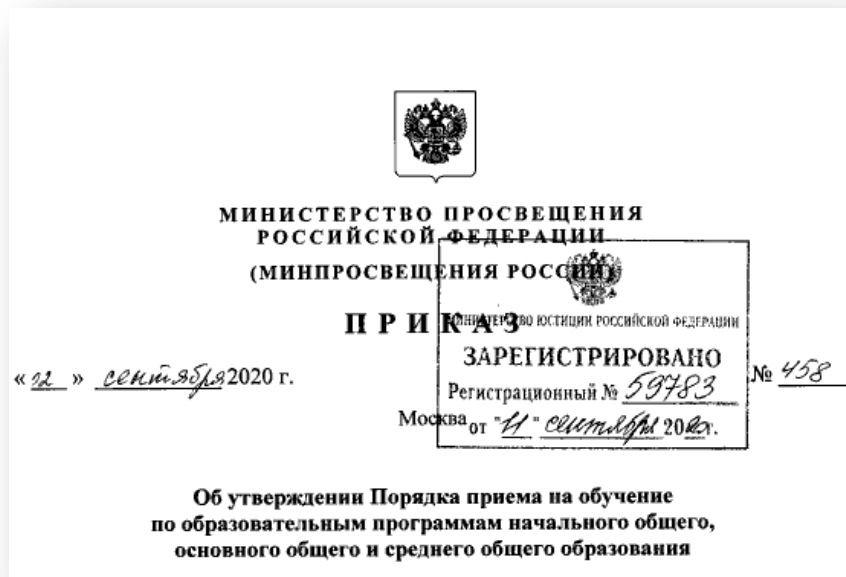 МИНИСТЕРСТВО ПРОСВЕЩЕНИЯ
РОССИЙСКОЙ ФЕДЕРАЦИИ
(МИНПРОСВЕЩЕНИЯ РОССИИ)
ПРИКАЗ
МИНИСТЕРСТВО ЮСТИЦИИ РОССИЙСКОЙ ФЕДЕРАЦИИ
ЗАРЕГИСТРИРОВАНО
Регистрационный № 59783
от "11" сентября 2020г.
« 02 » сентября 2020 г.
№ 458
Москва
Об утверждении Порядка приема на обучение
по образовательным программам начального общего,
основного общего и среднего общего образования